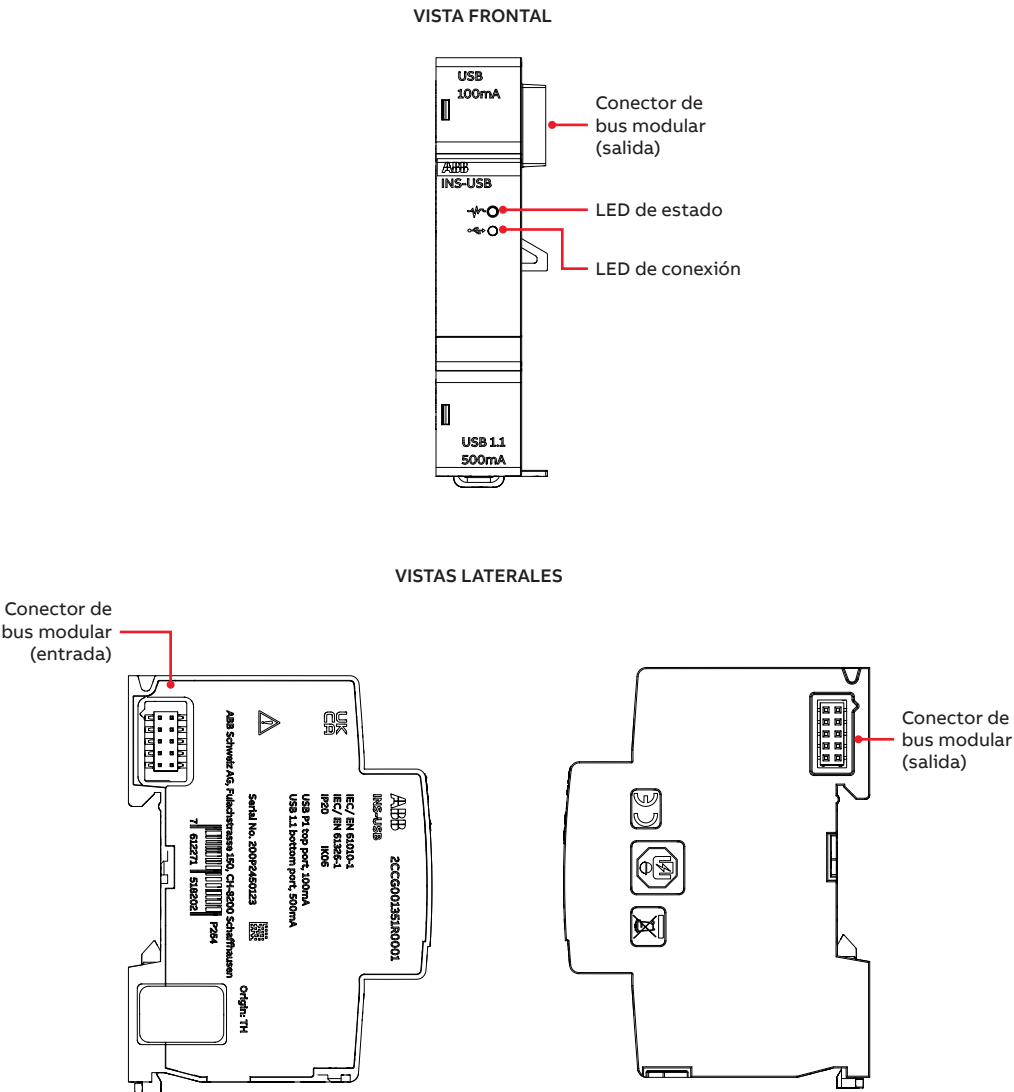 VISTA FRONTAL
USB
100mA
Conector de
bus modular
(salida)
ABB
INS-USB
LED de estado
LED de conexión
USB 1.1
500mA
VISTAS LATERALES
Conector de
bus modular
(entrada)
ABB
INS-USB
2CCG001351R0001
IEC/ EN 61010-1
IEC/ EN 61326-1
IP20 IK06
USB P1 top port, 100mA
USB 1.1 bottom port, 500mA
UK
CA
Serial No. 200P2450123
ABB Schweiz AG, Fulachstrasse 150, CH-8200 Schaffhausen
Origin: TH
P264
7 612271 518202
CE
Conector de
bus modular
(salida)